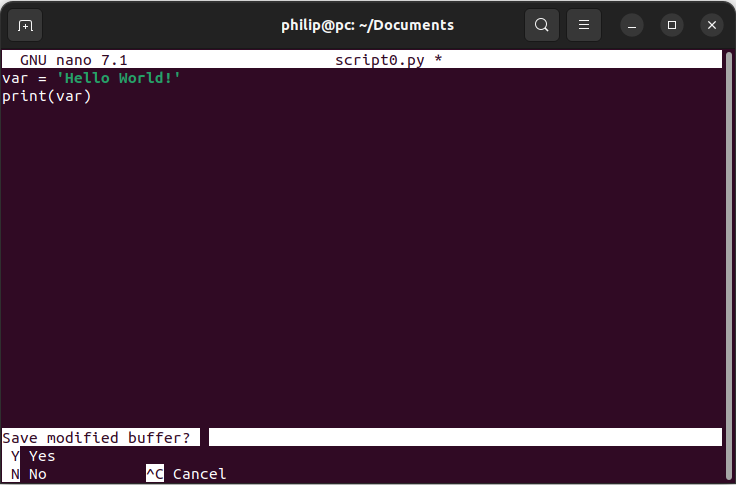 philip@pc: ~/Documents
GNU nano 7.1 script0.py *
var = 'Hello World!'
print(var)
Save modified buffer?
Y Yes
N No ^C Cancel